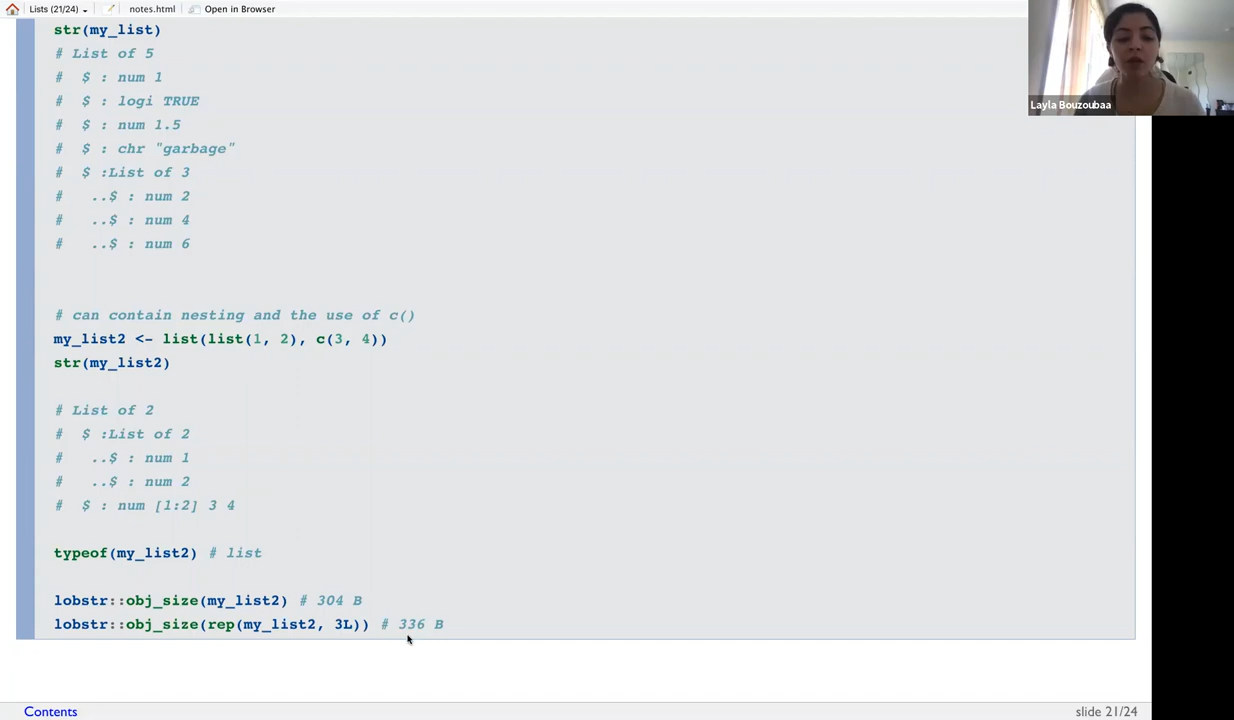 Lists (21/24)
notes.html
Open in Browser
str(my_list)
# List of 5
#  $ : num 1
#  $ : logi TRUE
#  $ : num 1.5
#  $ : chr "garbage"
#  $ :List of 3
#   ..$ : num 2
#   ..$ : num 4
#   ..$ : num 6
# can contain nesting and the use of c()
my_list2 <- list(list(1, 2), c(3, 4))
str(my_list2)
# List of 2
#  $ :List of 2
#   ..$ : num 1
#   ..$ : num 2
#  $ : num [1:2] 3 4
typeof(my_list2) # list
lobstr::obj_size(my_list2) # 304 B
lobstr::obj_size(rep(my_list2, 3L)) # 336 B
Layla Bouzoubaa
Contents
slide 21/24